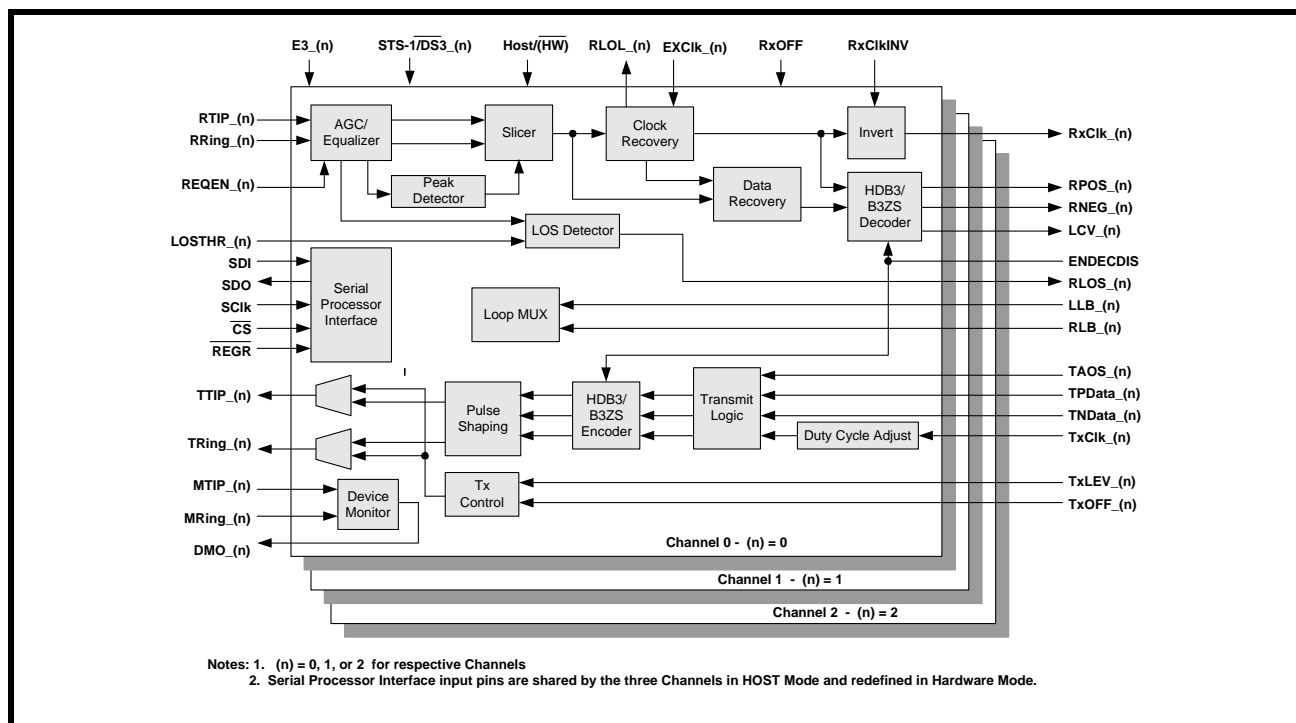 E3_(n)
STS-1/DS3_(n)
Host/(HW)
RLOL_(n)
EXClk_(n)
RxOFF
RxClkINV
RTIP_(n)
RRing_(n)
REQEN_(n)
LOSTHR_(n)
SDI
SDO
SClk
CS
REGR
TTIP_(n)
TRing_(n)
MTIP_(n)
MRing_(n)
DMO_(n)
AGC/
Equalizer
Slicer
Clock
Recovery
Invert
Peak
Detector
Data
Recovery
HDB3/
B3ZS
Decoder
LOS Detector
Serial
Processor
Interface
Loop MUX
Pulse
Shaping
HDB3/
B3ZS
Encoder
Transmit
Logic
Duty Cycle Adjust
Tx
Control
Device
Monitor
RxClk_(n)
RPOS_(n)
RNEG_(n)
LCV_(n)
ENDECDIS
RLOS_(n)
LLB_(n)
RLB_(n)
TAOS_(n)
TPData_(n)
TNData_(n)
TxClk_(n)
TxLEV_(n)
TxOFF_(n)
Channel 0 - (n) = 0
Channel 1 - (n) = 1
Channel 2 - (n) = 2
Notes: 1. (n) = 0, 1, or 2 for respective Channels
2. Serial Processor Interface input pins are shared by the three Channels in HOST Mode and redefined in Hardware Mode.